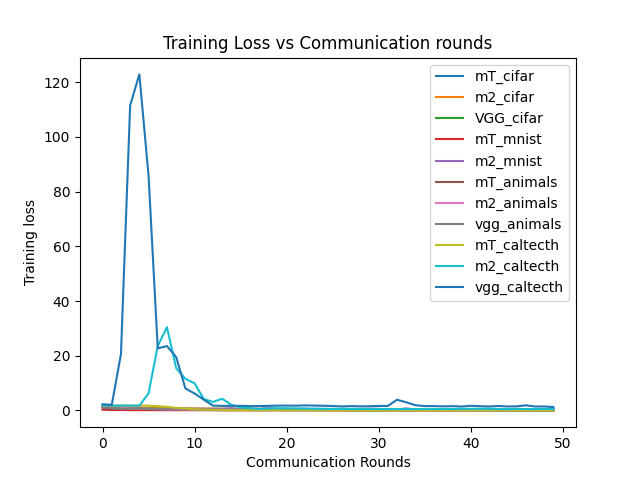 Training Loss vs Communication rounds
Training loss
120
100
80
60
40
20
0
0 10 20 30 40 50
Communication Rounds
mT_cifar
m2_cifar
VGG_cifar
mT_mnist
m2_mnist
mT_animals
m2_animals
vgg_animals
mT_caltecth
m2_caltecth
vgg_caltecth